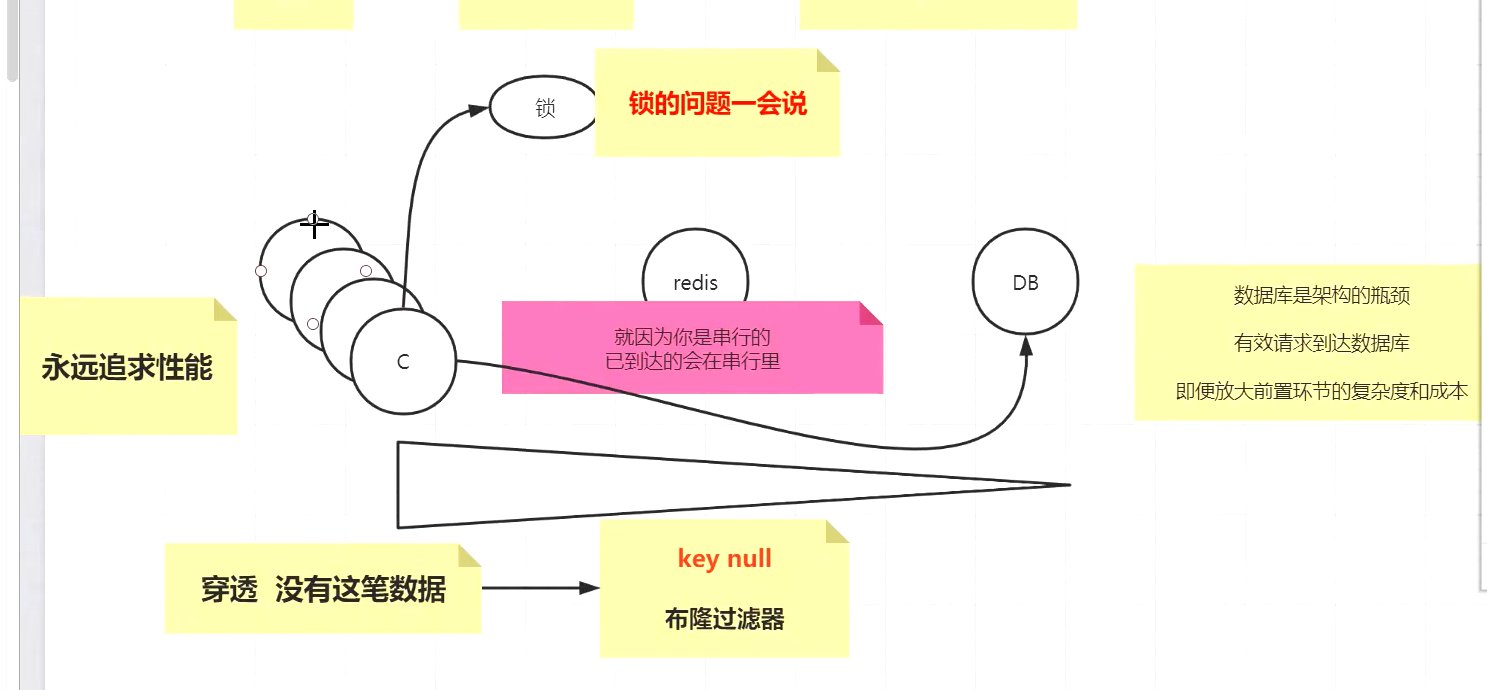 锁
锁的问题一会说
redis
DB
就因为你是串行的
已到达的会在串行里
C
永远追求性能
数据库是架构的瓶颈
有效请求到达数据库
即便放大前置环节的复杂度和成本
穿透 没有这笔数据
key null
布隆过滤器